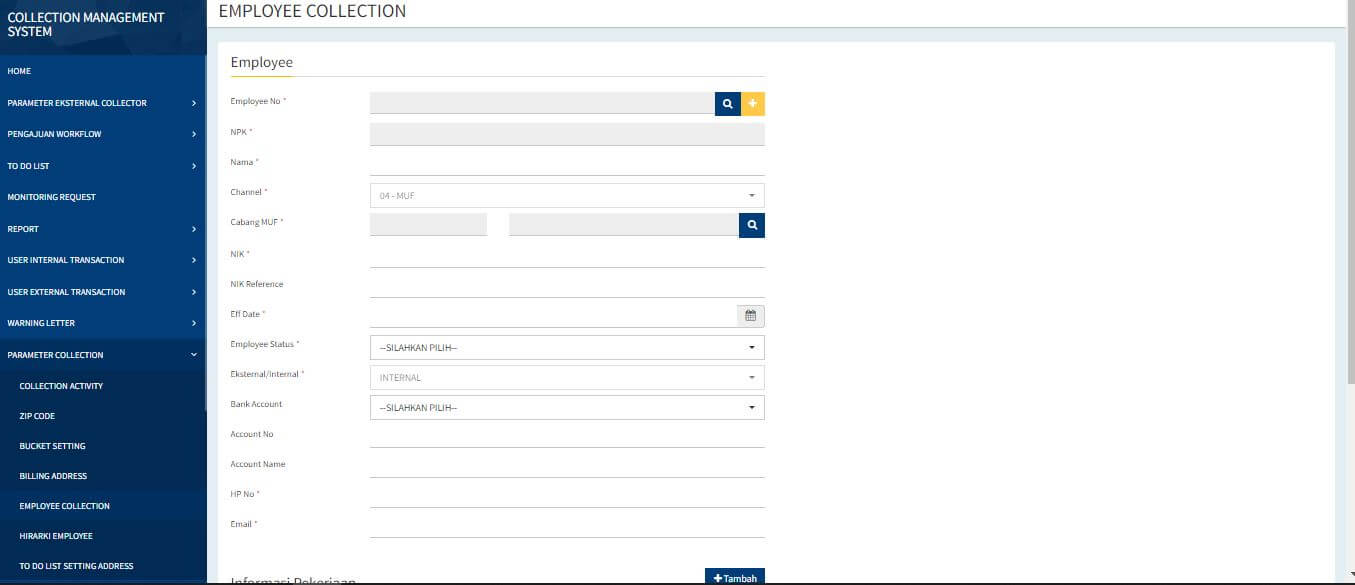 COLLECTION MANAGEMENT
SYSTEM
HOME
PARAMETER EKSTERNAL COLLECTOR
PENGAJUAN WORKFLOW
TO DO LIST
MONITORING REQUEST
REPORT
USER INTERNAL TRANSACTION
USER EXTERNAL TRANSACTION
WARNING LETTER
PARAMETER COLLECTION
COLLECTION ACTIVITY
ZIP CODE
BUCKET SETTING
BILLING ADDRESS
EMPLOYEE COLLECTION
HIRARKI EMPLOYEE
TO DO LIST SETTING ADDRESS
EMPLOYEE COLLECTION
Employee
Employee No *
NPK *
Nama *
Channel *
04 - MUF
Cabang MUF *
NIK *
NIK Reference
Eff Date *
Employee Status *
--SILAHKAN PILIH--
Eksternal/Internal *
INTERNAL
Bank Account
--SILAHKAN PILIH--
Account No
Account Name
HP No *
Email *
Informasi Pekerjaan
+Tambah